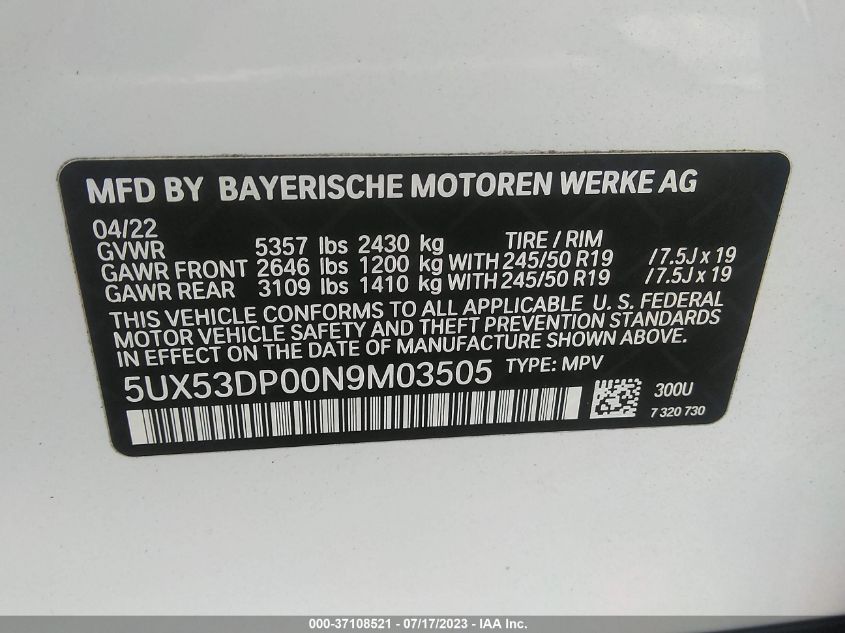 MFD BY BAYERISCHE MOTOREN WERKE AG
04/22
GVWR 5357 lbs 2430 kg TIRE / RIM
GAWR FRONT 2646 lbs 1200 kg WITH 245/50 R19 / 7.5J x 19
GAWR REAR 3109 lbs 1410 kg WITH 245/50 R19 / 7.5J x 19
THIS VEHICLE CONFORMS TO ALL APPLICABLE U. S. FEDERAL
MOTOR VEHICLE SAFETY AND THEFT PREVENTION STANDARDS
IN EFFECT ON THE DATE OF MANUFACTURE SHOWN ABOVE.
5UX53DP00N9M03505 TYPE: MPV
300U
7 320 730
000-37108521 - 07/17/2023 - IAA Inc.